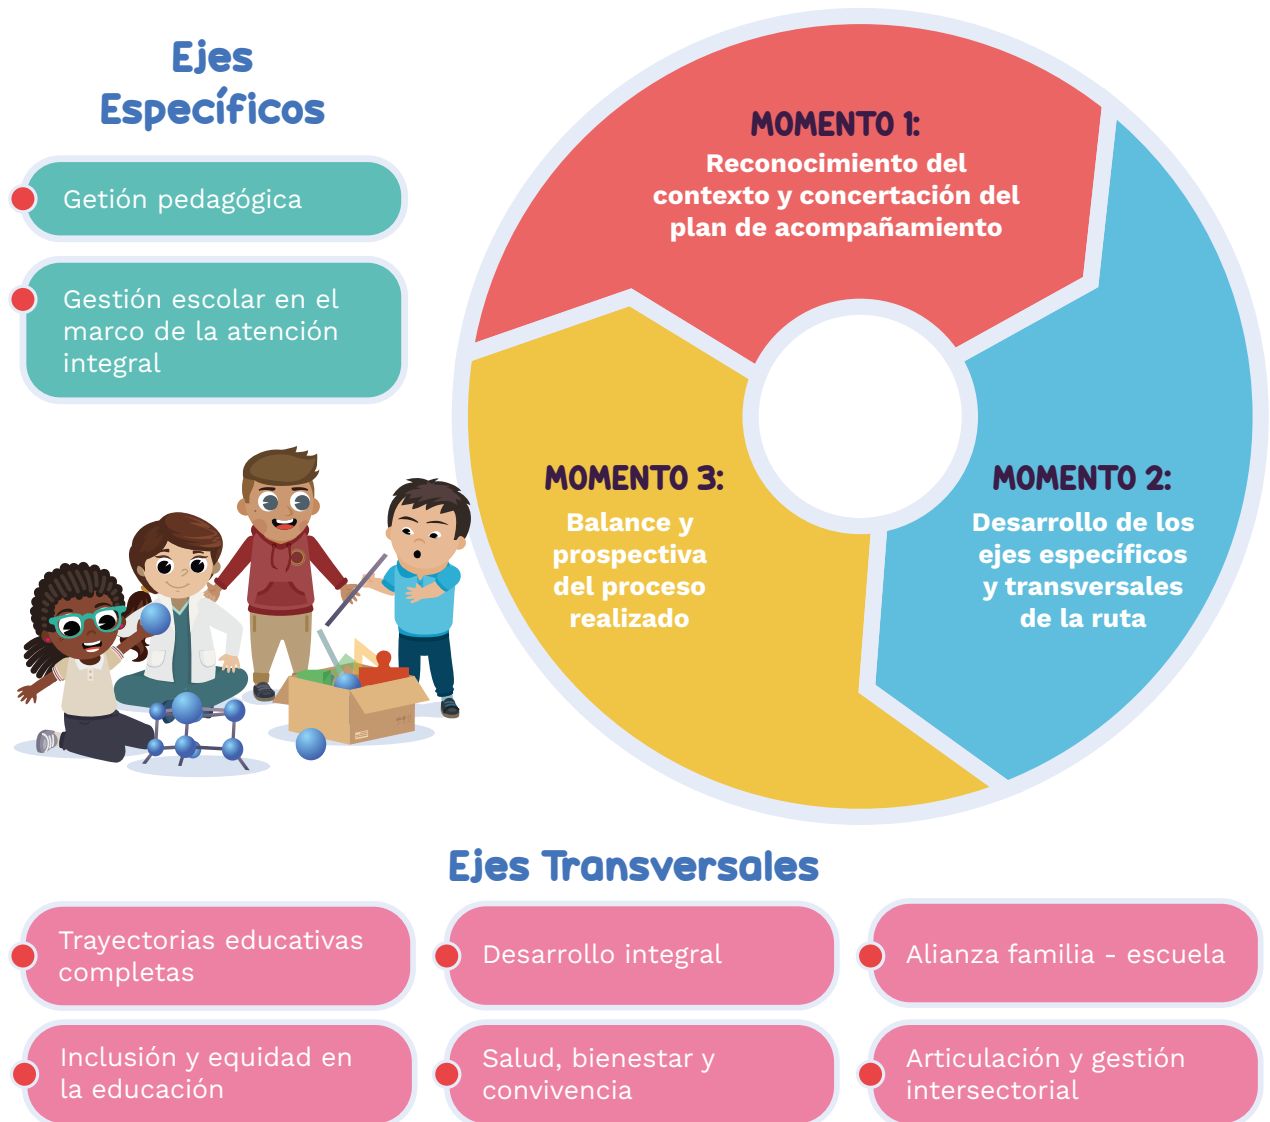 Ejes
Específicos
Getión pedagógica
Gestión escolar en el
marco de la atención
integral
MOMENTO 1:
Reconocimiento del
contexto y concertación del
plan de acompañamiento
MOMENTO 2:
Desarrollo de los
ejes específicos
y transversales
de la ruta
MOMENTO 3:
Balance y
prospectiva
del proceso
realizado
Ejes Transversales
Trayectorias educativas
completas
Desarrollo integral
Alianza familia - escuela
Inclusión y equidad en
la educación
Salud, bienestar y
convivencia
Articulación y gestión
intersectorial